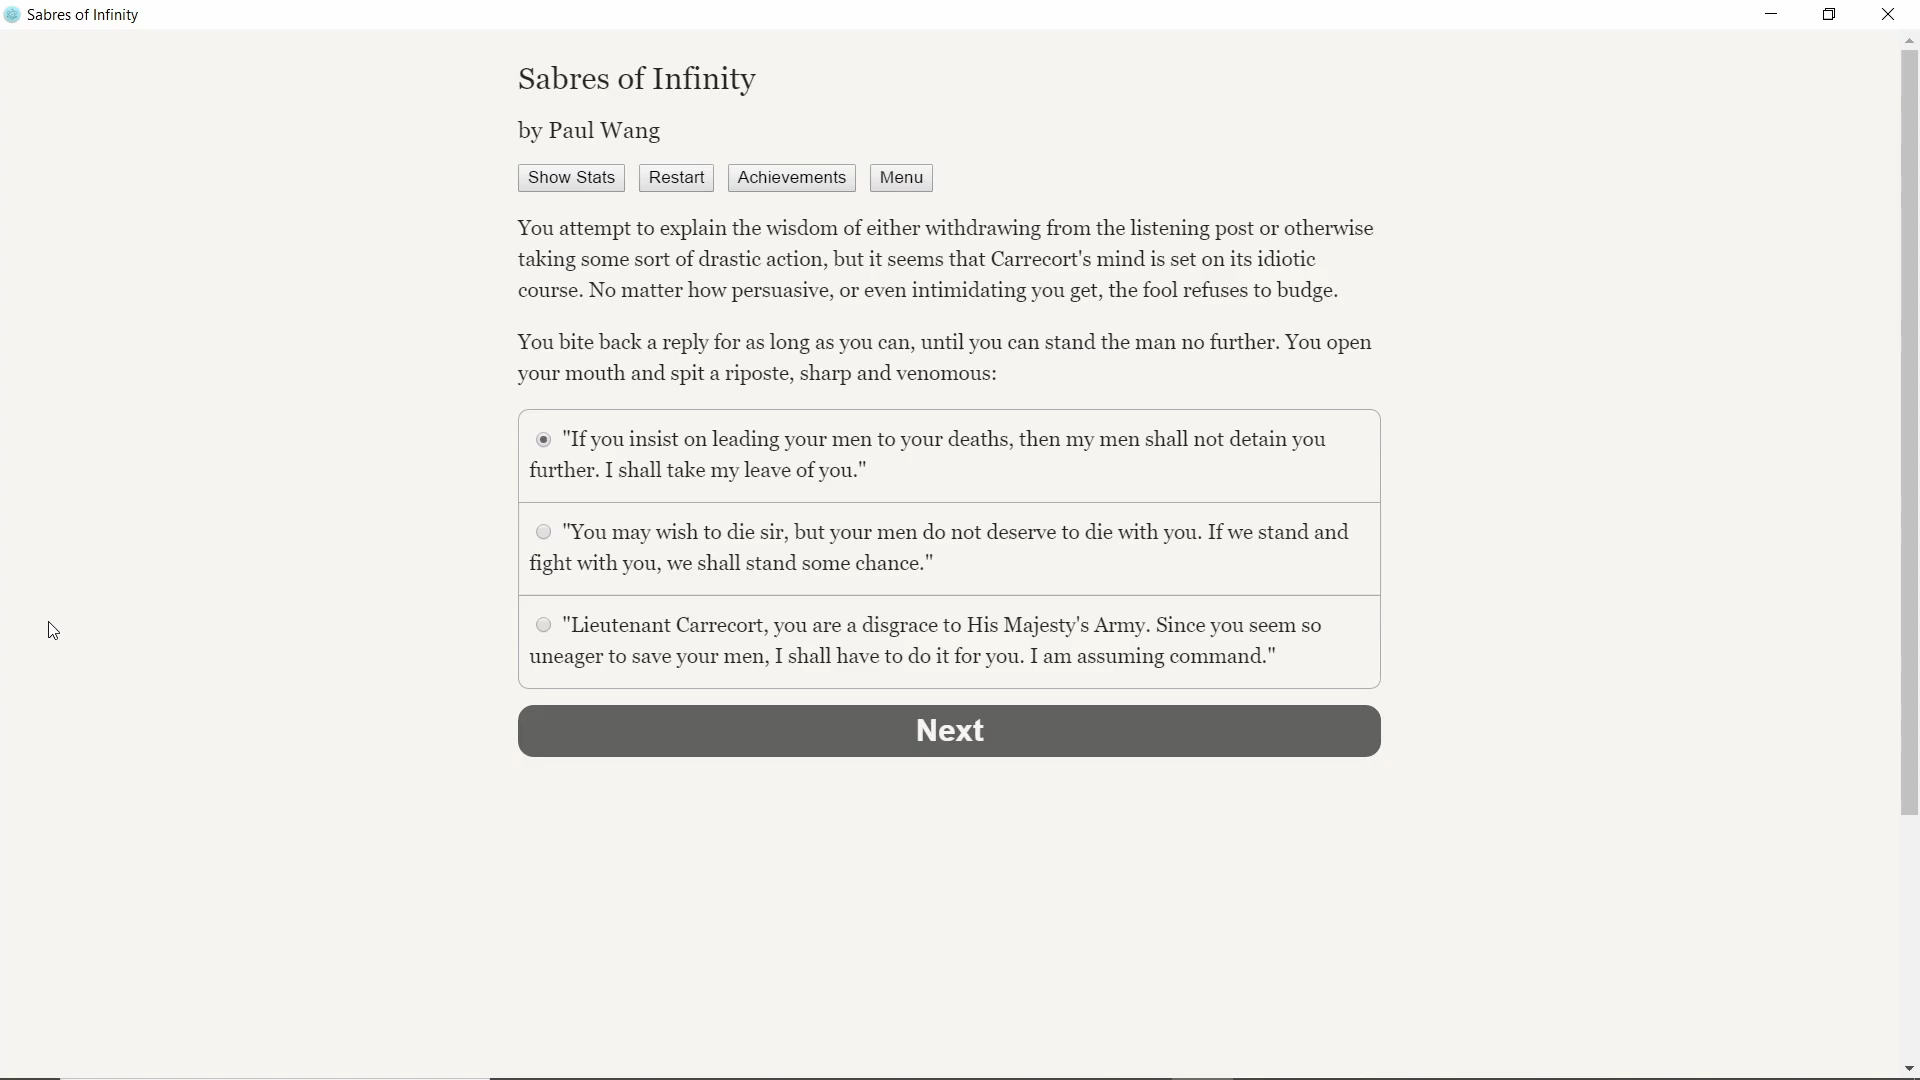 Sabres of Infinity
Sabres of Infinity
by Paul Wang
Show Stats
Restart
Achievements
Menu
You attempt to explain the wisdom of either withdrawing from the listening post or otherwise
taking some sort of drastic action, but it seems that Carrecort's mind is set on its idiotic
course. No matter how persuasive, or even intimidating you get, the fool refuses to budge.
You bite back a reply for as long as you can, until you can stand the man no further. You open
your mouth and spit a riposte, sharp and venomous:
"If you insist on leading your men to your deaths, then my men shall not detain you
further. I shall take my leave of you."
"You may wish to die sir, but your men do not deserve to die with you. If we stand and
fight with you, we shall stand some chance."
"Lieutenant Carrecort, you are a disgrace to His Majesty's Army. Since you seem so
uneager to save your men, I shall have to do it for you. I am assuming command."
Next